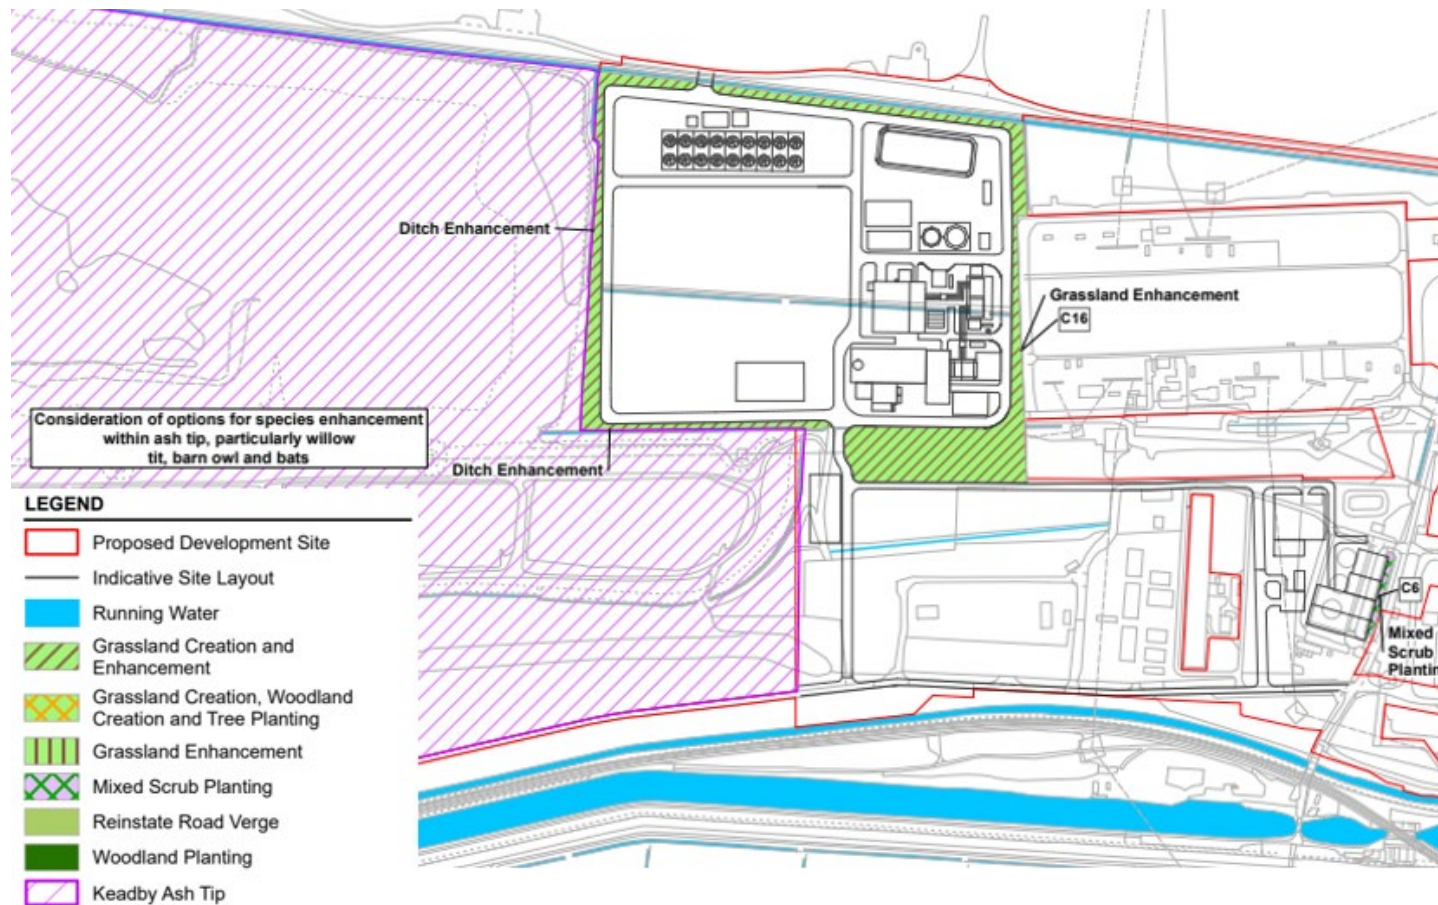 Ditch Enhancement
Grassland Enhancement
C16
Consideration of options for species enhancement
within ash tip, particularly willow
tit, barn owl and bats
Ditch Enhancement
LEGEND
Proposed Development Site
Indicative Site Layout
Running Water
Grassland Creation and
Enhancement
Grassland Creation, Woodland
Creation and Tree Planting
Grassland Enhancement
Mixed Scrub Planting
Reinstate Road Verge
Woodland Planting
Keadby Ash Tip
C6
Mixed
Scrub
Plantin